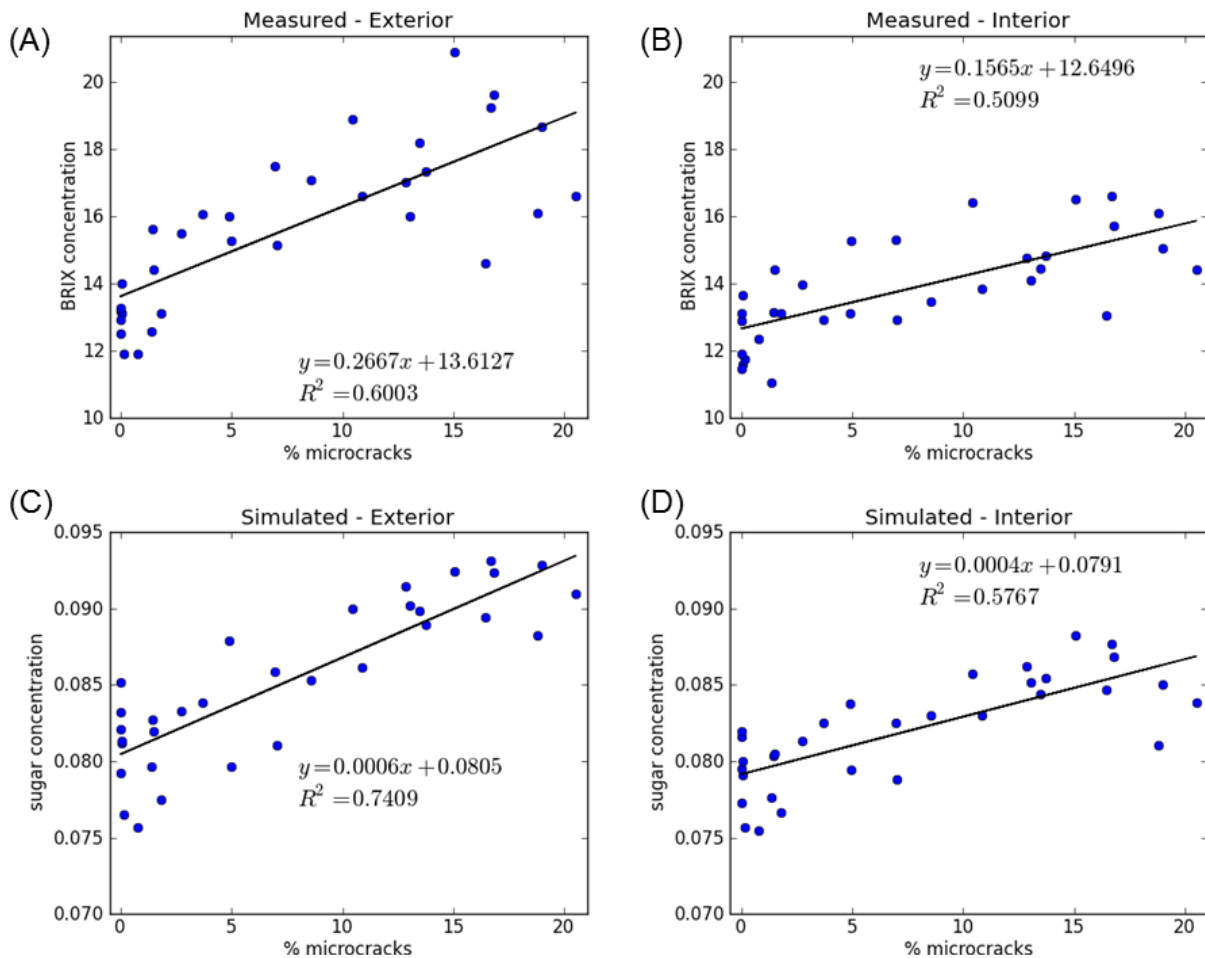 (A)
Measured - Exterior
BRIX concentration
20
18
16
14
12
10
y=0.2667x+13.6127
R² =0.6003
0 5 10 15 20
% microcracks
(B)
Measured - Interior
BRIX concentration
20
18
16
14
12
10
y=0.1565x+12.6496
R² =0.5099
0 5 10 15 20
% microcracks
(C)
Simulated - Exterior
sugar concentration
0.095
0.090
0.085
0.080
0.075
0.070
y=0.0006x+0.0805
R² =0.7409
0 5 10 15 20
% microcracks
(D)
Simulated - Interior
sugar concentration
0.095
0.090
0.085
0.080
0.075
0.070
y=0.0004x+0.0791
R² =0.5767
0 5 10 15 20
% microcracks